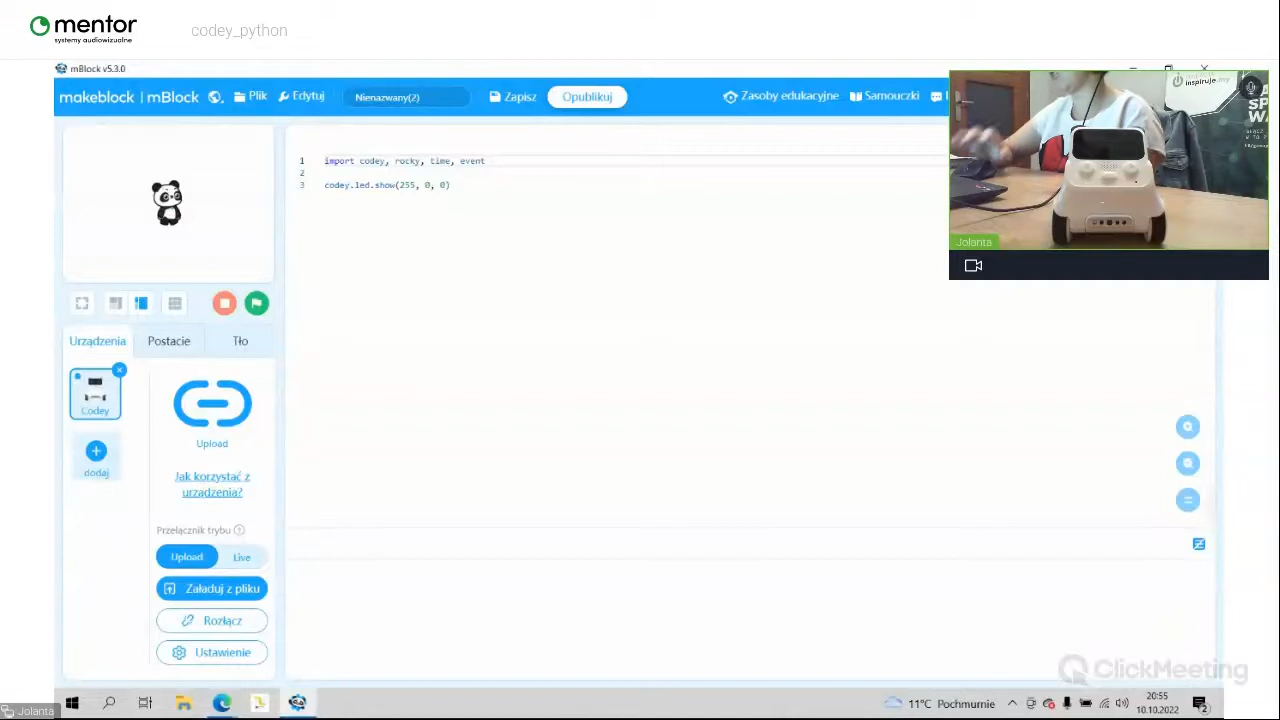 mentor
systemy audiowizualne
codey_python
mBlock v5.3.0
makeblock | mBlock
Plik
Edytuj
Nienazwany(2)
Zapisz
Opublikuj
Zasoby edukacyjne
Samouczki
inspiruje.my
Jolanta
1 import codey, rocky, time, event
2
3 codey.led.show(255, 0, 0)
Urządzenia
Postacie
Tło
Codey
dodaj
Upload
Jak korzystać z
urządzenia?
Przełącznik trybu
Upload
Live
Załaduj z pliku
Rozłącz
Ustawienie
ClickMeeting
Jolanta
11°C Pochmurnie
20:55
10.10.2022
2